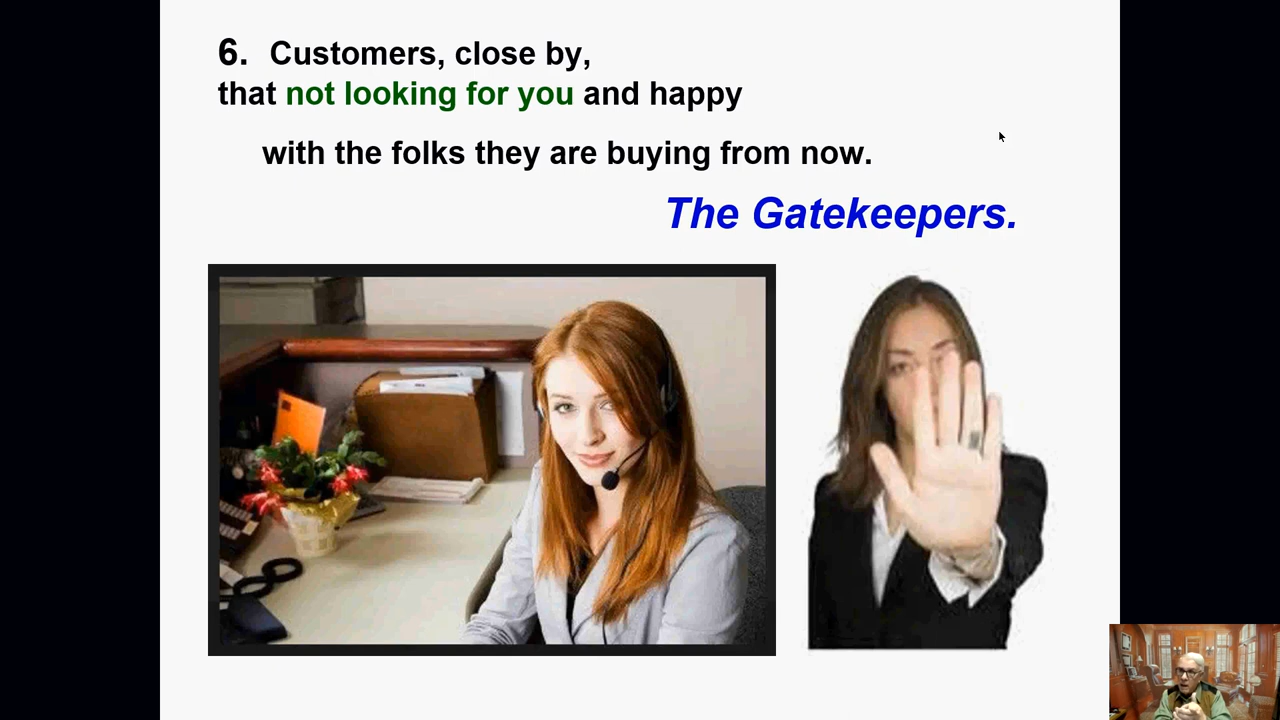 6. Customers, close by,
that not looking for you and happy
with the folks they are buying from now.
The Gatekeepers.